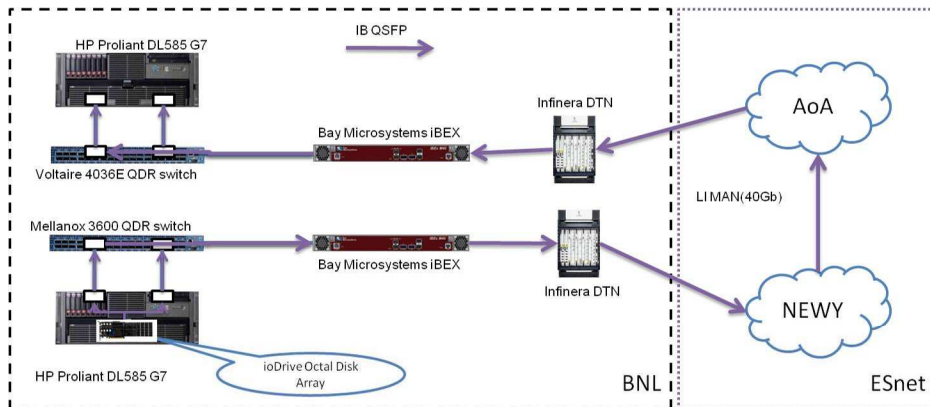 HP Proliant DL585 G7
IB QSFP
Infinera DTN
AoA
Bay Microsystems iBEX
Voltaire 4036E QDR switch
LI MAN(40Gb)
Mellanox 3600 QDR switch
Bay Microsystems iBEX
Infinera DTN
NEWY
ioDrive Octal Disk
Array
HP Proliant DL585 G7
BNL
ESnet